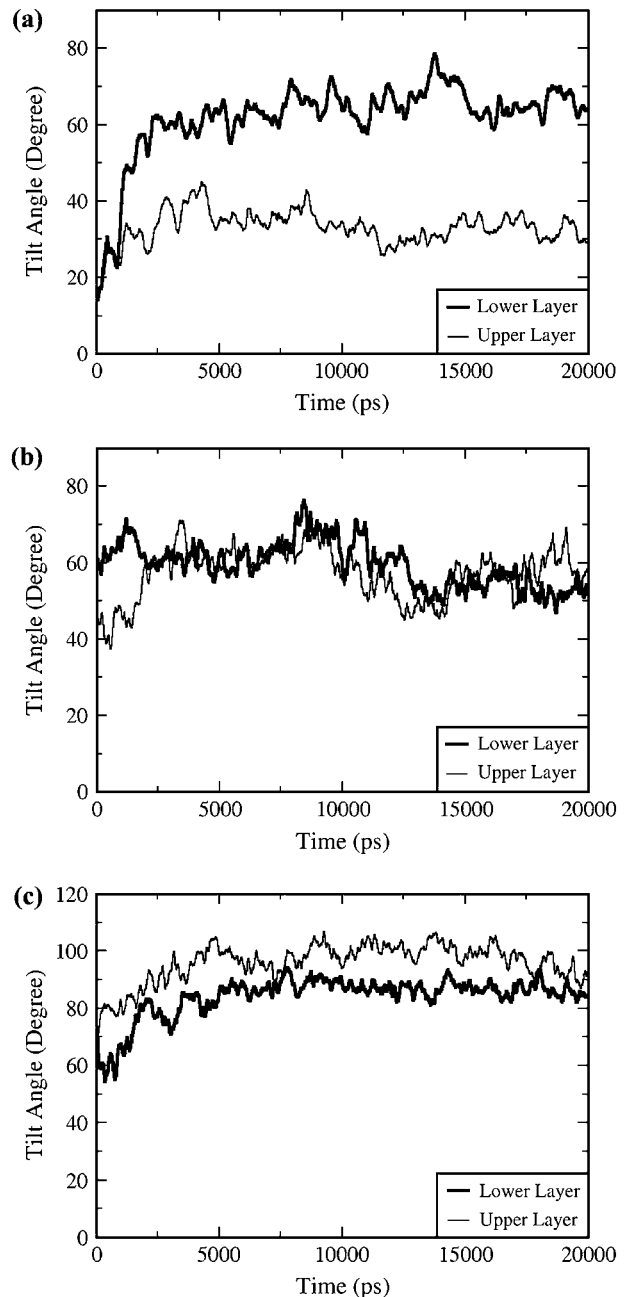 (a)
80
60
40
20
0
Tilt Angle (Degree)
Lower Layer
Upper Layer
0 5000 10000 15000 20000
Time (ps)
(b)
80
60
40
20
0
Tilt Angle (Degree)
Lower Layer
Upper Layer
0 5000 10000 15000 20000
Time (ps)
(c)
120
100
80
60
40
20
0
Tilt Angle (Degree)
Lower Layer
Upper Layer
0 5000 10000 15000 20000
Time (ps)